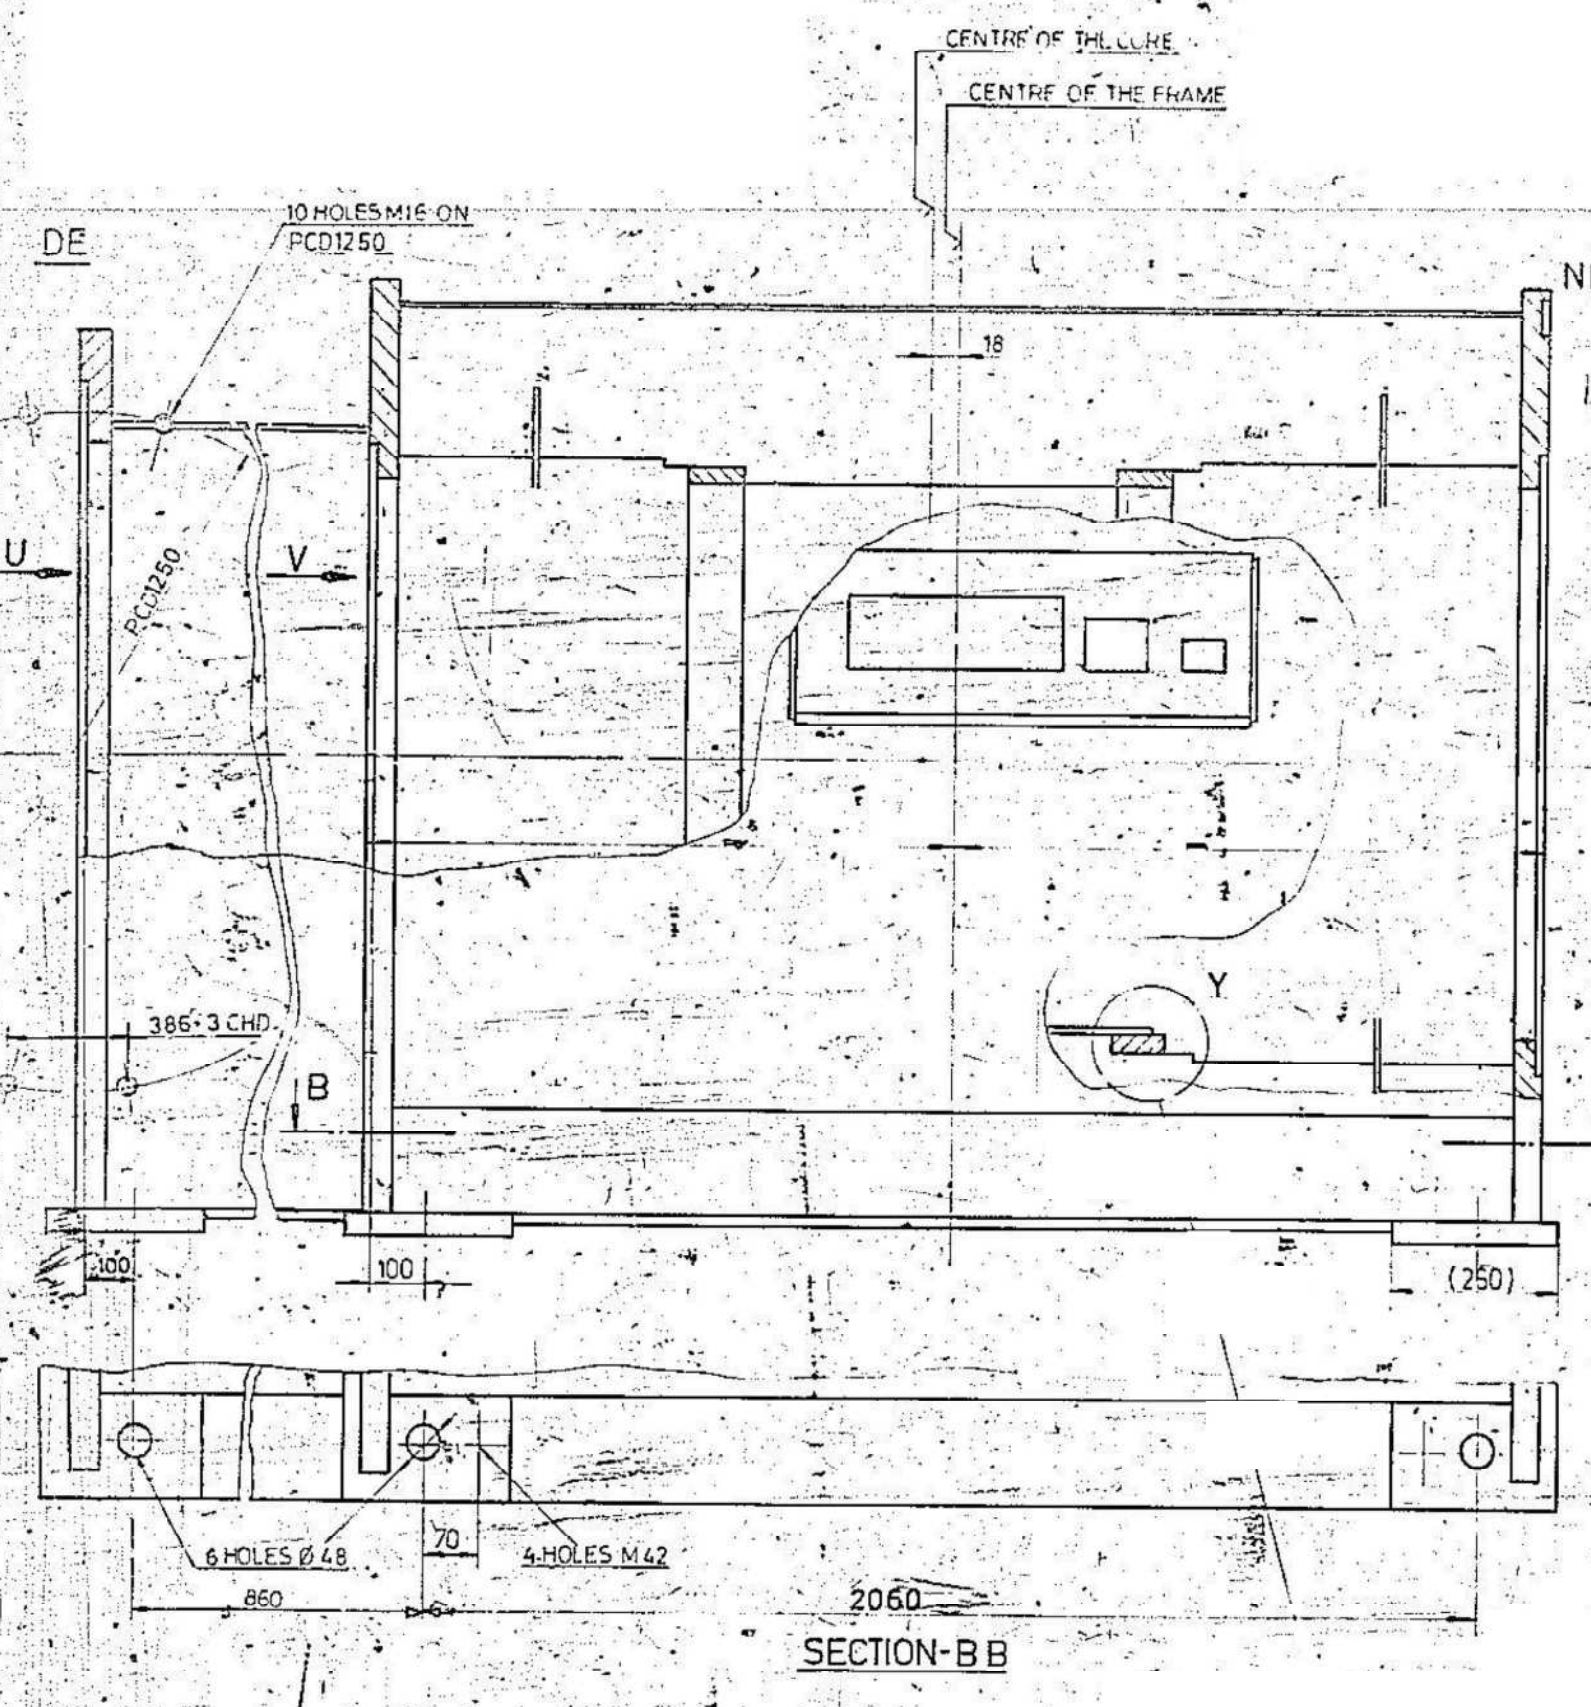 CENTRE OF THE CORE
CENTRE OF THE FRAME
10 HOLES M16 ON
PCD1250
DE
18
U
V
PCD1250
Y
386+3 CHD
B
100
100
(260)
70
6 HOLES Ø 48
4-HOLES M42
860
2060
SECTION-BB